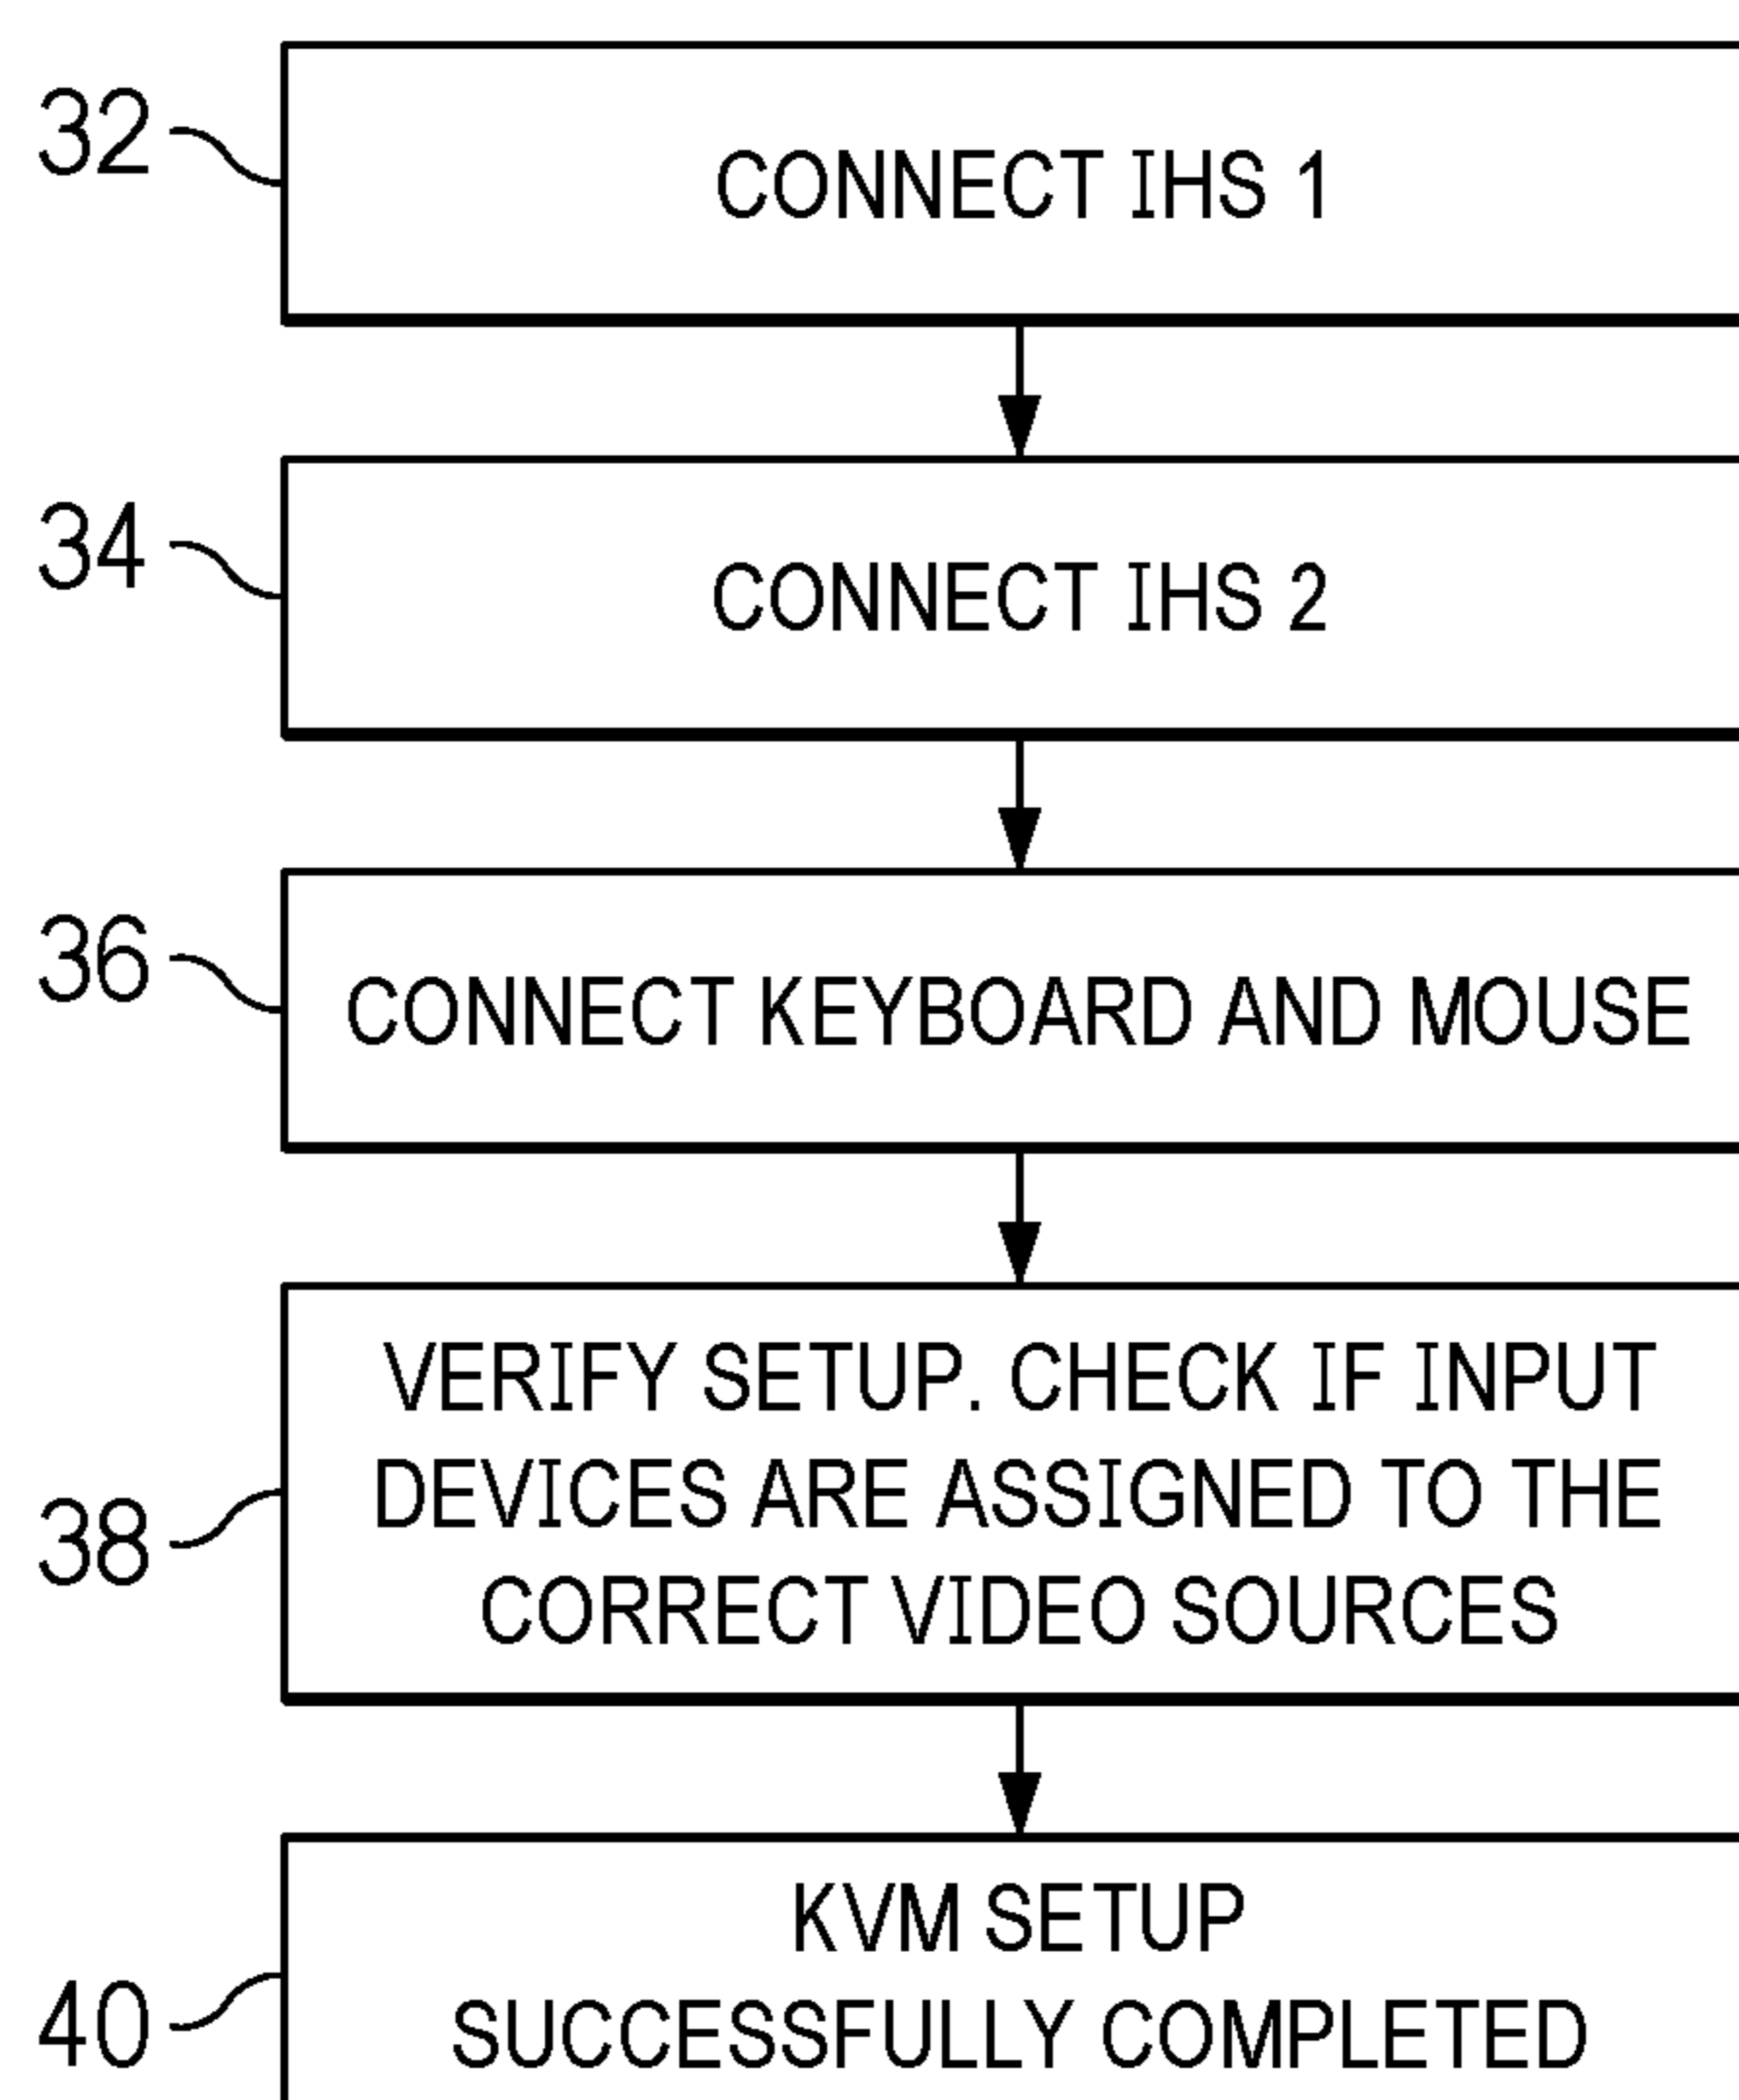 32
CONNECT IHS 1
34
CONNECT IHS 2
36
CONNECT KEYBOARD AND MOUSE
38
VERIFY SETUP. CHECK IF INPUT
DEVICES ARE ASSIGNED TO THE
CORRECT VIDEO SOURCES
40
KVM SETUP
SUCCESSFULLY COMPLETED